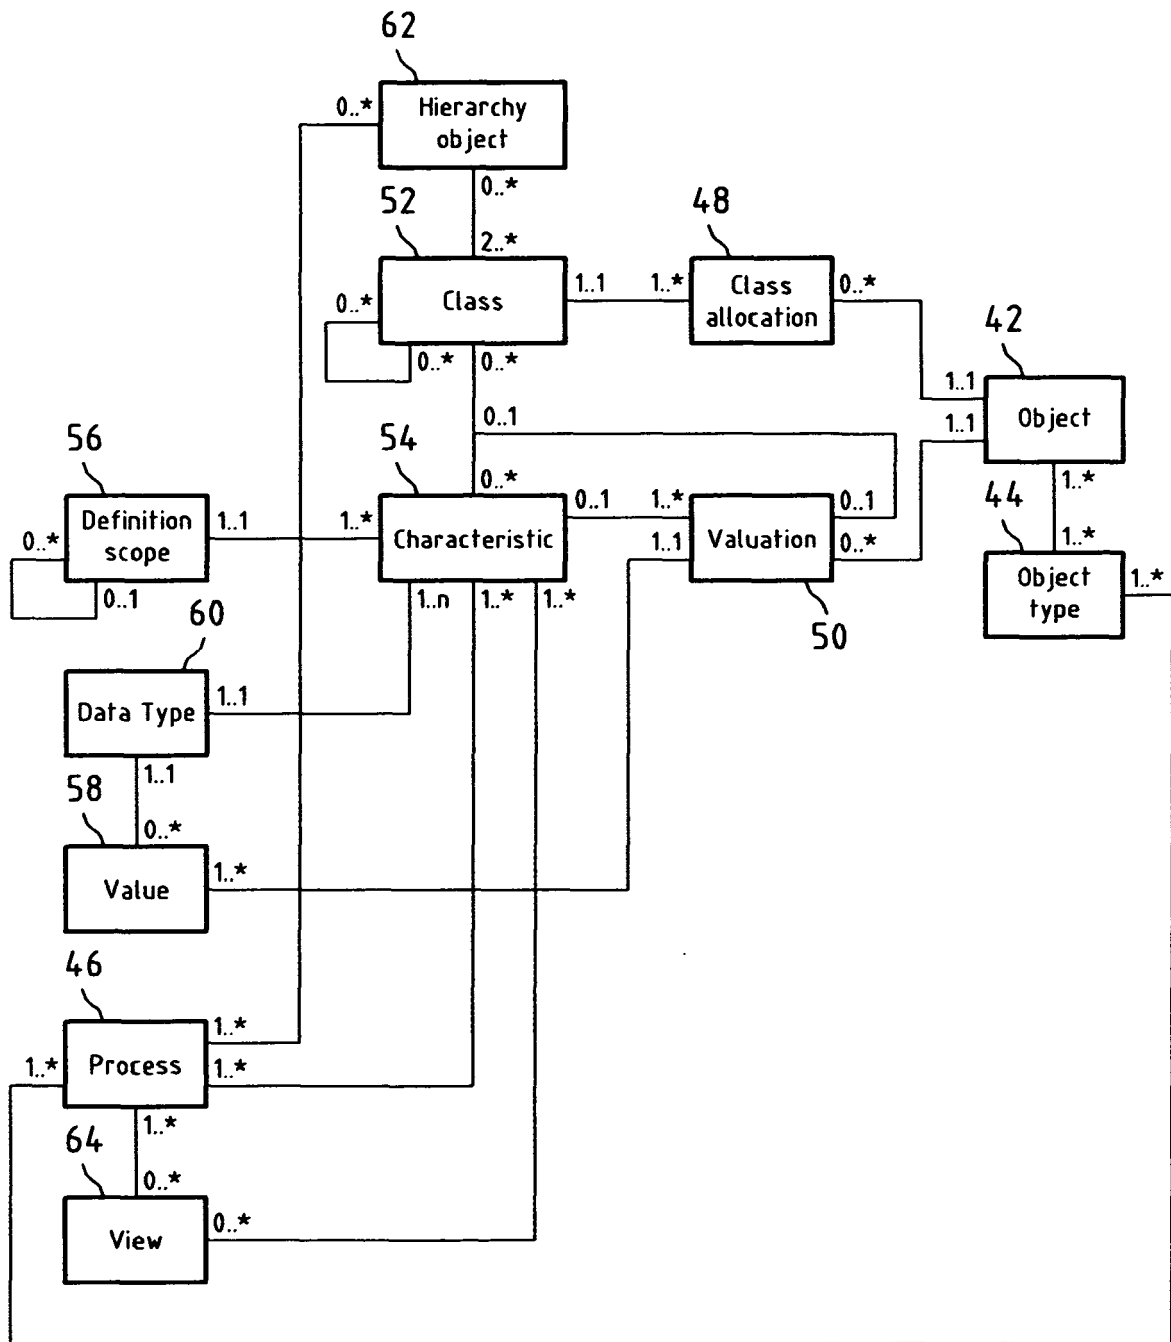 62
0..*
Hierarchy
object
0..*
52
48
2..*
Class
1..1
1..*
Class
allocation
0..*
0..*
0..*
0..*
42
1..1
1..1
Object
0..1
56
54
0..*
1..*
44
Definition
scope
1..1
1..*
Characteristic
0..1
1..*
1..1
Valuation
0..1
0..*
1..*
0..*
0..1
Object
type
1..*
1..n
1..*
1..*
50
60
Data Type
1..1
1..1
58
0..*
Value
1..*
46
1..*
Process
1..*
1..*
1..*
64
0..*
View
0..*